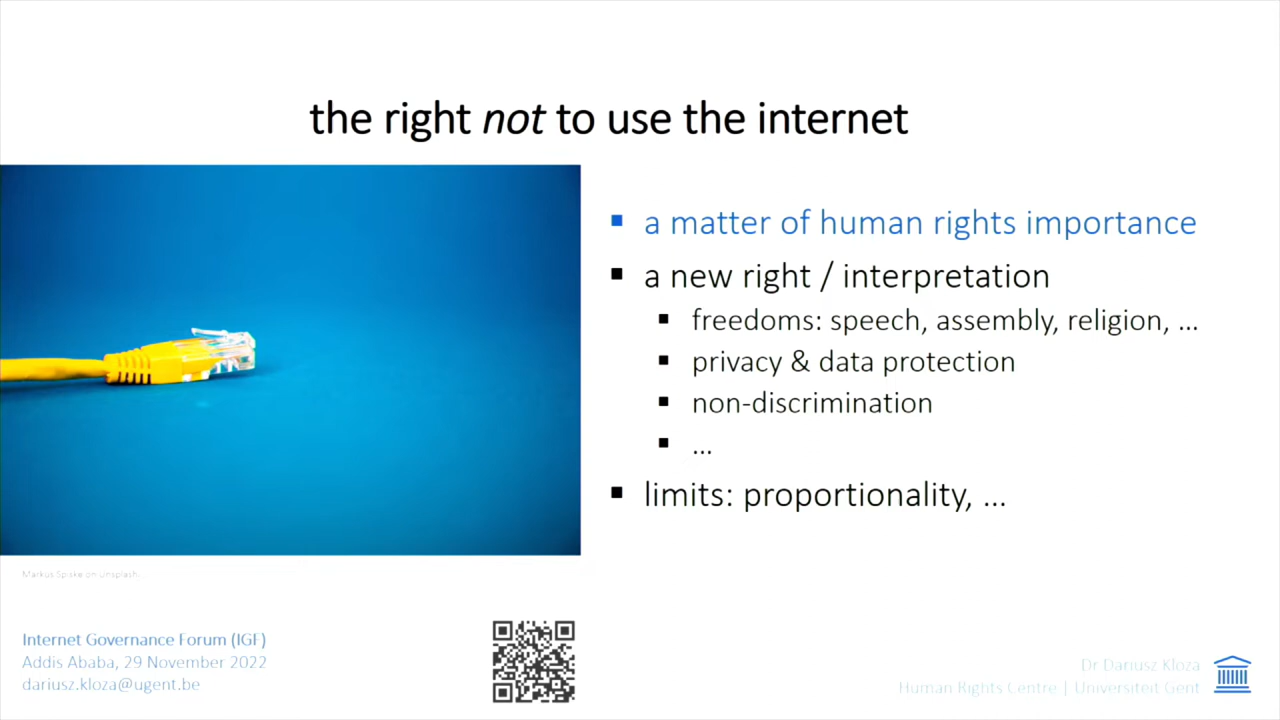 the right not to use the internet
a matter of human rights importance
a new right / interpretation
freedoms: speech, assembly, religion, ...
privacy & data protection
non-discrimination
...
limits: proportionality, ...
Markus Spiske on unsplash.
Internet Governance Forum (IGF)
Addis Ababa, 29 November 2022
dariusz.kloza@ugent.be
Dr Dariusz Kloza
Human Rights Centre | Universiteit Gent